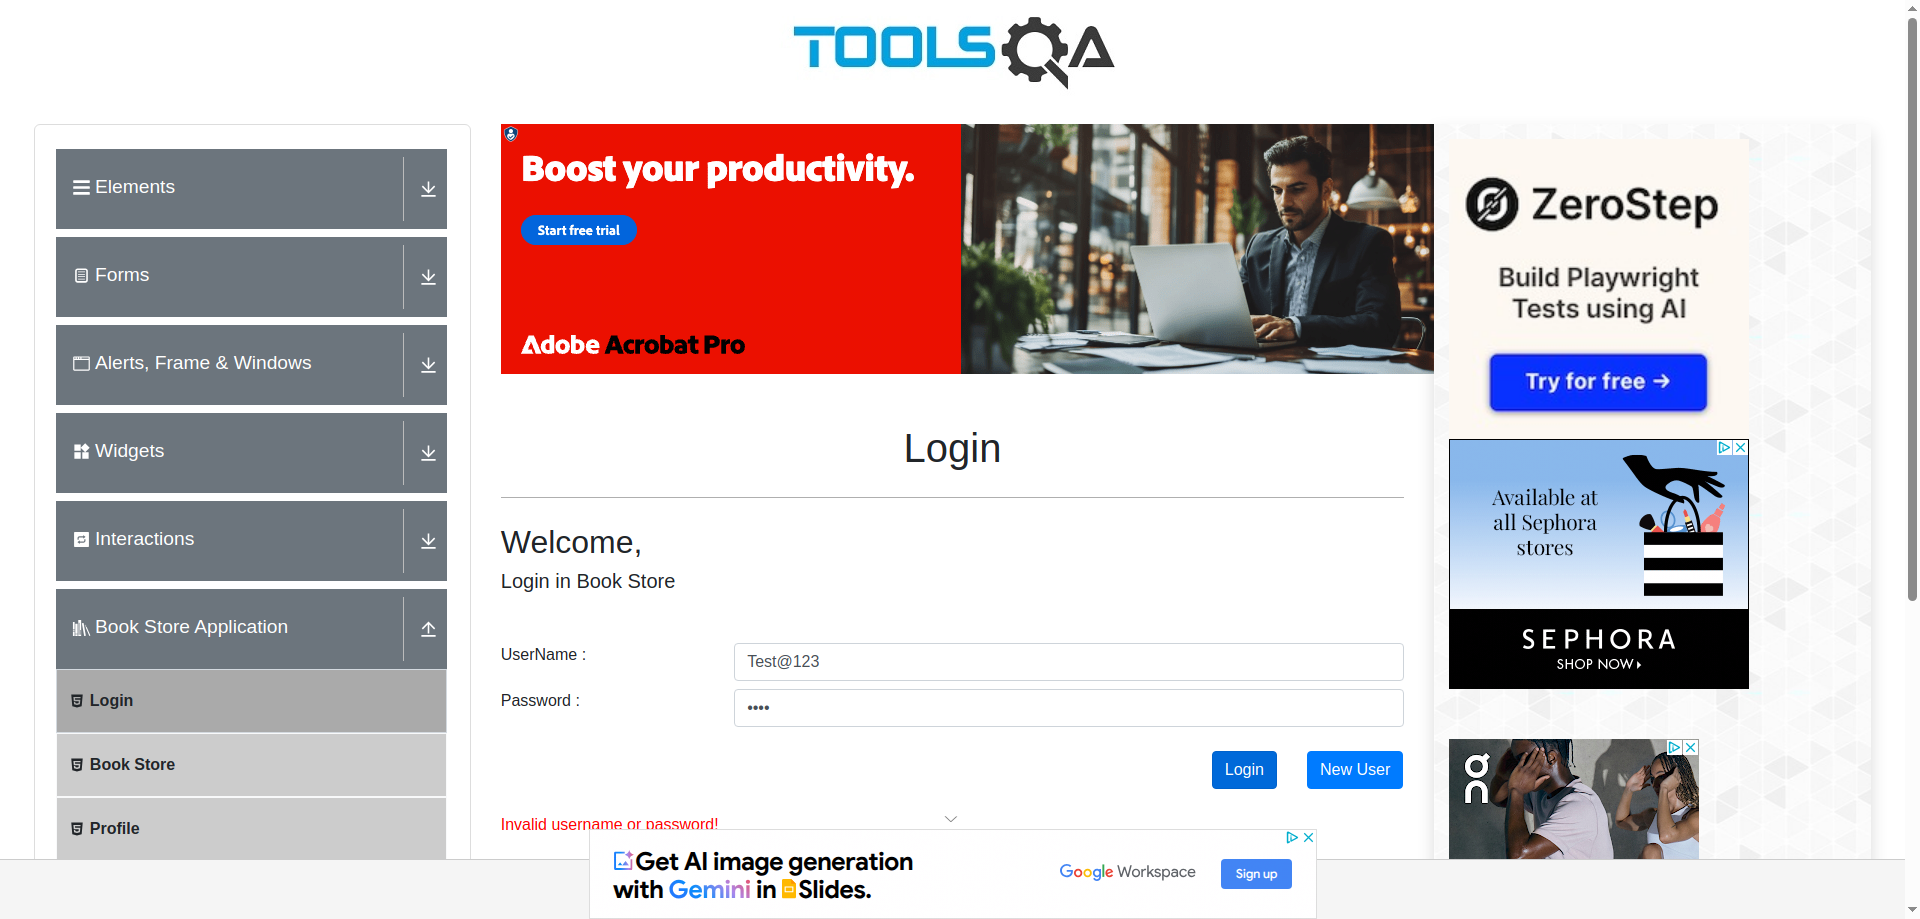 TOOLSQA
Elements
Forms
Alerts, Frame & Windows
Widgets
Interactions
Book Store Application
Login
Book Store
Profile
Boost your productivity.
Start free trial
Adobe Acrobat Pro
Login
Welcome,
Login in Book Store
UserName :
Test@123
Password :
••••
Login
New User
Invalid username or password!
ZeroStep
Build Playwright
Tests using AI
Try for free →
Available at
all Sephora
stores
SEPHORA
SHOP NOW
on
Get AI image generation
with Gemini in Slides.
Google Workspace
Sign up